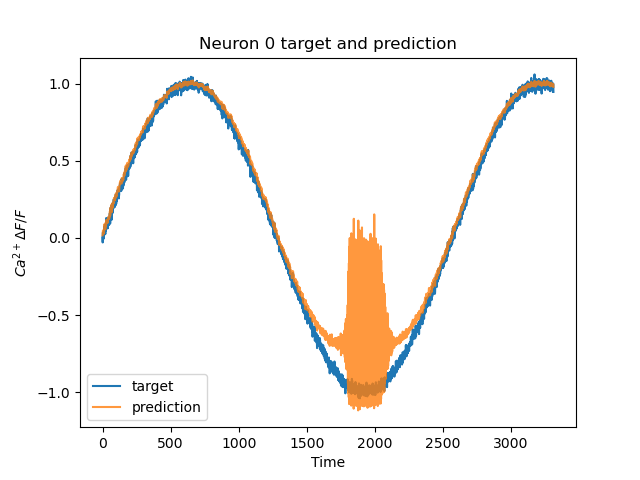 Neuron 0 target and prediction
Ca²⁺ ΔF/F
1.0
0.5
0.0
−0.5
−1.0
target
prediction
0 500 1000 1500 2000 2500 3000
Time